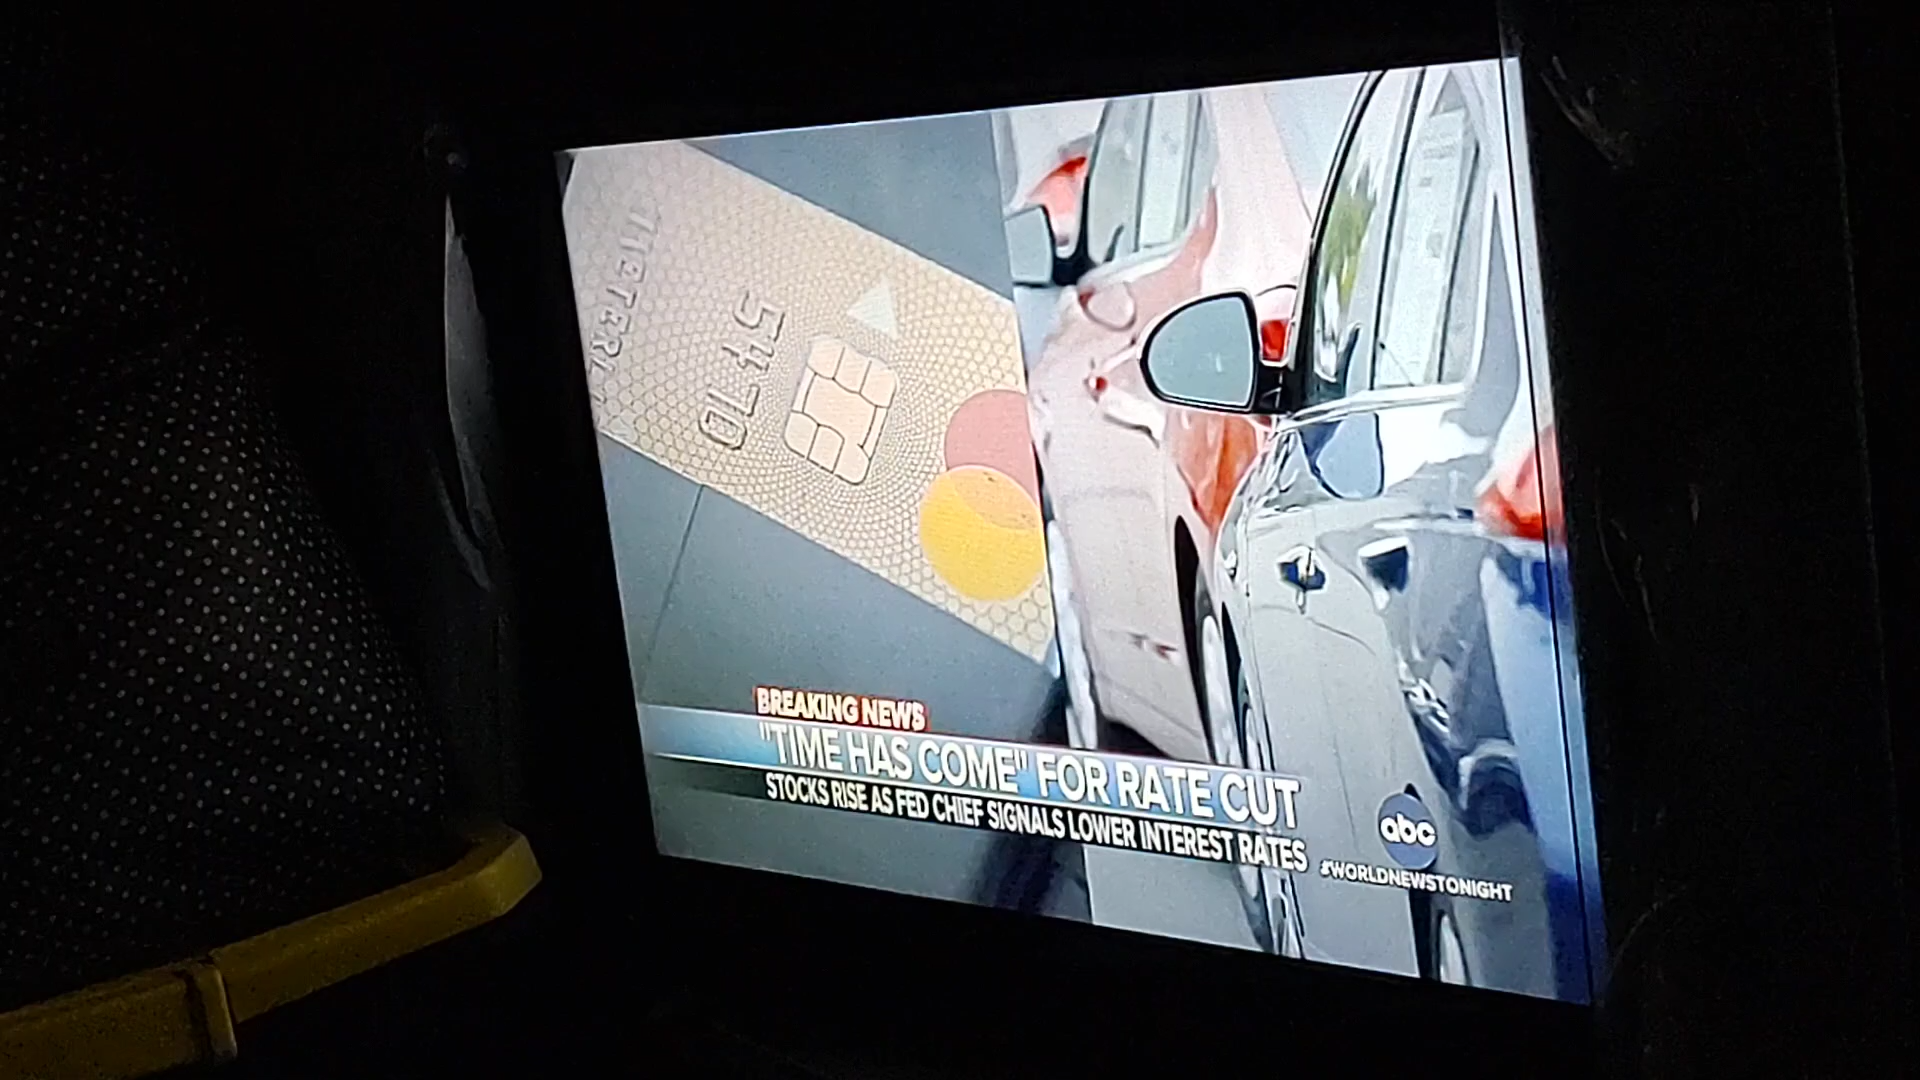 5470
BREAKING NEWS
"TIME HAS COME" FOR RATE CUT
STOCKS RISE AS FED CHIEF SIGNALS LOWER INTEREST RATES
abc
#WORLDNEWSTONIGHT